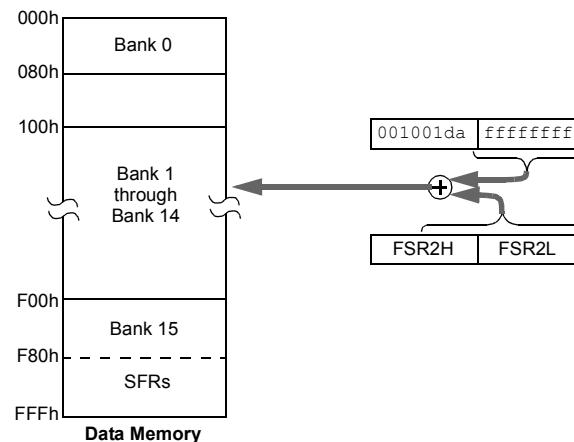 000h
Bank 0
080h
100h
001001da ffffffff
Bank 1
through
Bank 14
FSR2H FSR2L
F00h
Bank 15
F80h
SFRs
FFFh
Data Memory